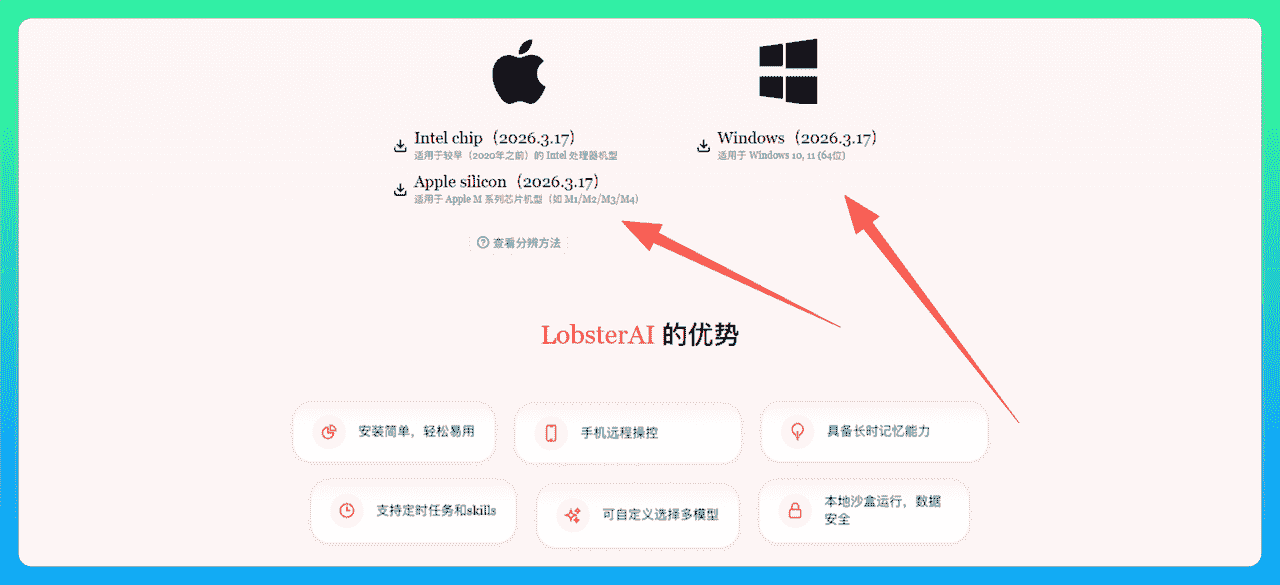 Intel chip（2026.3.17）
适用于较早（2020年之前）的 Intel 处理器机型
Apple silicon（2026.3.17）
适用于 Apple M 系列芯片机型（如 M1/M2/M3/M4）
查看分辨方法
Windows（2026.3.17）
适用于 Windows 10, 11 (64位)
LobsterAI 的优势
安装简单，轻松易用
手机远程操控
具备长时记忆能力
支持定时任务和skills
可自定义选择多模型
本地沙盒运行，数据
安全